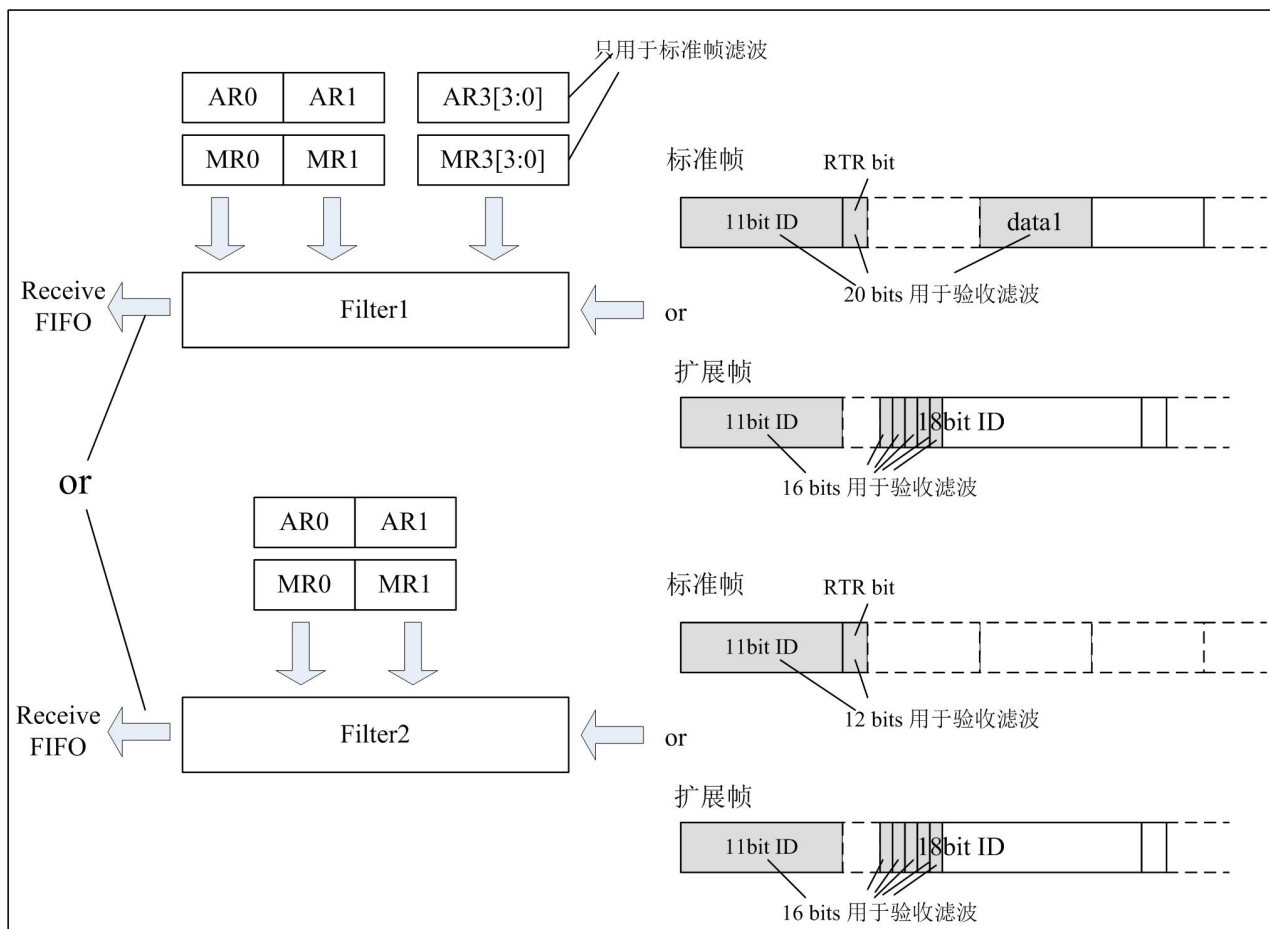 只用于标准帧滤波
AR0 AR1 AR3[3:0]
MR0 MR1 MR3[3:0]
标准帧
RTR bit
11bit ID data1
20 bits 用于验收滤波
Receive
FIFO
Filter1
or
扩展帧
11bit ID 18bit ID
16 bits 用于验收滤波
or
AR0 AR1
MR0 MR1
标准帧
RTR bit
11bit ID
12 bits 用于验收滤波
Receive
FIFO
Filter2
or
扩展帧
11bit ID 18bit ID
16 bits 用于验收滤波